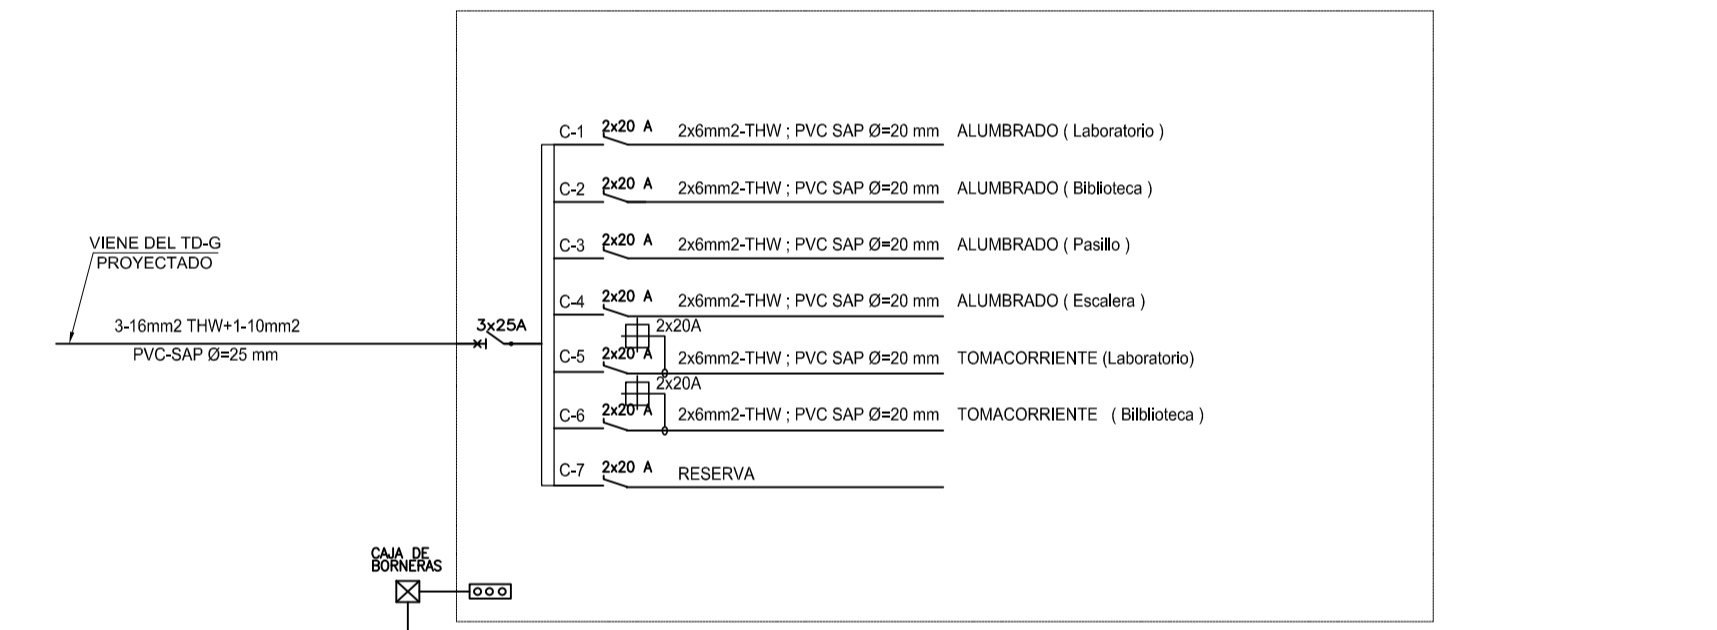 C-1 2x20 A 2x6mm2-THW ; PVC SAP Ø=20 mm ALUMBRADO ( Laboratorio )
C-2 2x20 A 2x6mm2-THW ; PVC SAP Ø=20 mm ALUMBRADO ( Biblioteca )
VIENE DEL TD-G
PROYECTADO
C-3 2x20 A 2x6mm2-THW ; PVC SAP Ø=20 mm ALUMBRADO ( Pasillo )
C-4 2x20 A 2x6mm2-THW ; PVC SAP Ø=20 mm ALUMBRADO ( Escalera )
3-16mm2 THW+1-10mm2
PVC-SAP Ø=25 mm
3x25A
2x20A
C-5 2x20 A 2x6mm2-THW ; PVC SAP Ø=20 mm TOMACORRIENTE (Laboratorio)
2x20A
C-6 2x20 A 2x6mm2-THW ; PVC SAP Ø=20 mm TOMACORRIENTE ( Bilblioteca )
C-7 2x20 A RESERVA
CAJA DE
BORNERAS